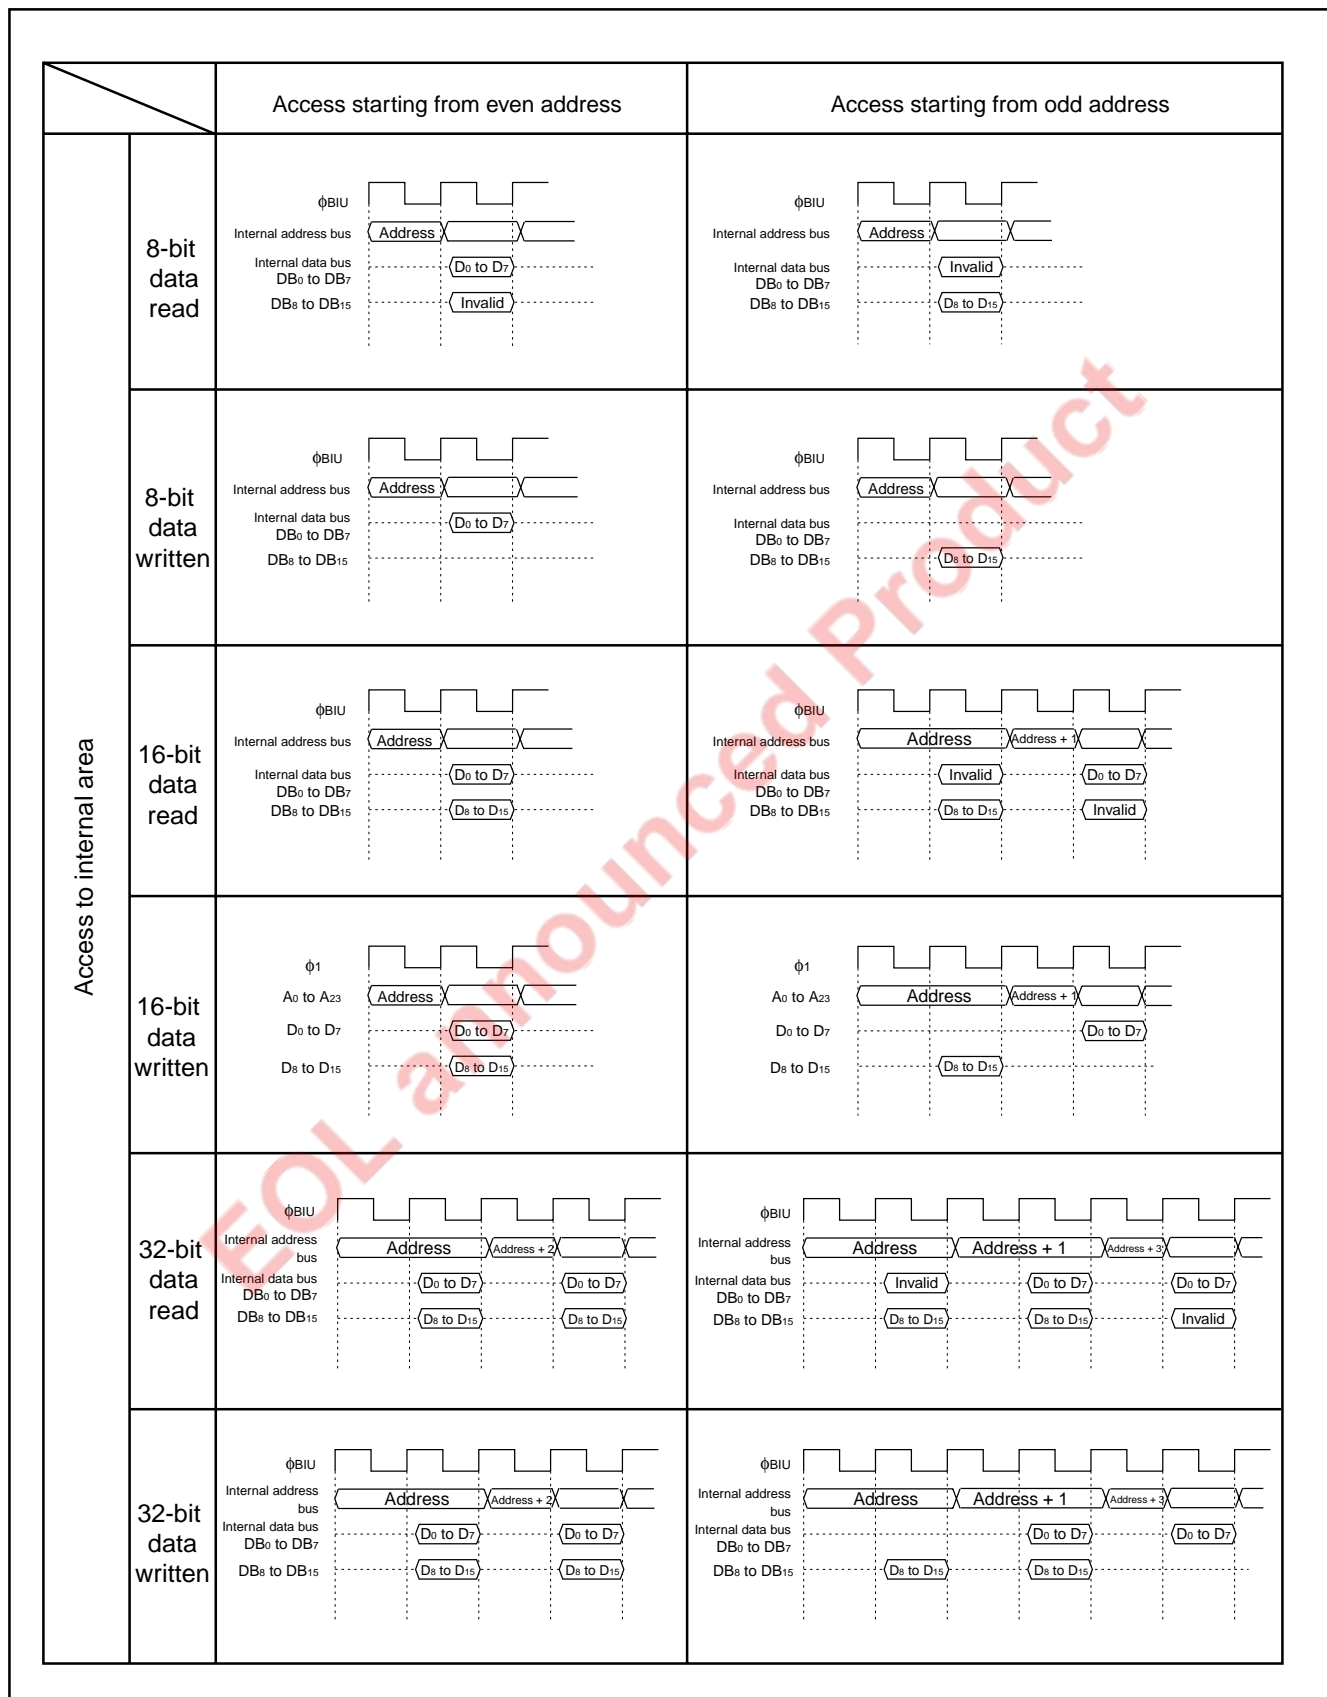 Access starting from even address
Access starting from odd address
Access to internal area
8-bit
data
read
ϕBIU
Internal address bus
Address
Internal data bus
DB0 to DB7
D0 to D7
DB8 to DB15
Invalid
ϕBIU
Internal address bus
Address
Internal data bus
DB0 to DB7
Invalid
DB8 to DB15
D8 to D15
8-bit
data
written
ϕBIU
Internal address bus
Address
Internal data bus
DB0 to DB7
D0 to D7
DB8 to DB15
ϕBIU
Internal address bus
Address
Internal data bus
DB0 to DB7
DB8 to DB15
D8 to D15
16-bit
data
read
ϕBIU
Internal address bus
Address
Internal data bus
DB0 to DB7
D0 to D7
DB8 to DB15
D8 to D15
ϕBIU
Internal address bus
Address Address + 1
Internal data bus
DB0 to DB7
Invalid D0 to D7
DB8 to DB15
D8 to D15 Invalid
16-bit
data
written
ϕ1
A0 to A23
Address
D0 to D7
D0 to D7
D8 to D15
D8 to D15
ϕ1
A0 to A23
Address Address + 1
D0 to D7
D0 to D7
D8 to D15
D8 to D15
32-bit
data
read
ϕBIU
Internal address
bus
Address Address + 2
Internal data bus
DB0 to DB7
D0 to D7 D0 to D7
DB8 to DB15
D8 to D15 D8 to D15
ϕBIU
Internal address
bus
Address Address + 1 Address + 3
Internal data bus
DB0 to DB7
Invalid D0 to D7 D0 to D7
DB8 to DB15
D8 to D15 D8 to D15 Invalid
32-bit
data
written
ϕBIU
Internal address
bus
Address Address + 2
Internal data bus
DB0 to DB7
D0 to D7 D0 to D7
DB8 to DB15
D8 to D15 D8 to D15
ϕBIU
Internal address
bus
Address Address + 1 Address + 3
Internal data bus
DB0 to DB7
D0 to D7 D0 to D7
DB8 to DB15
D8 to D15 D8 to D15
EOL announced Product